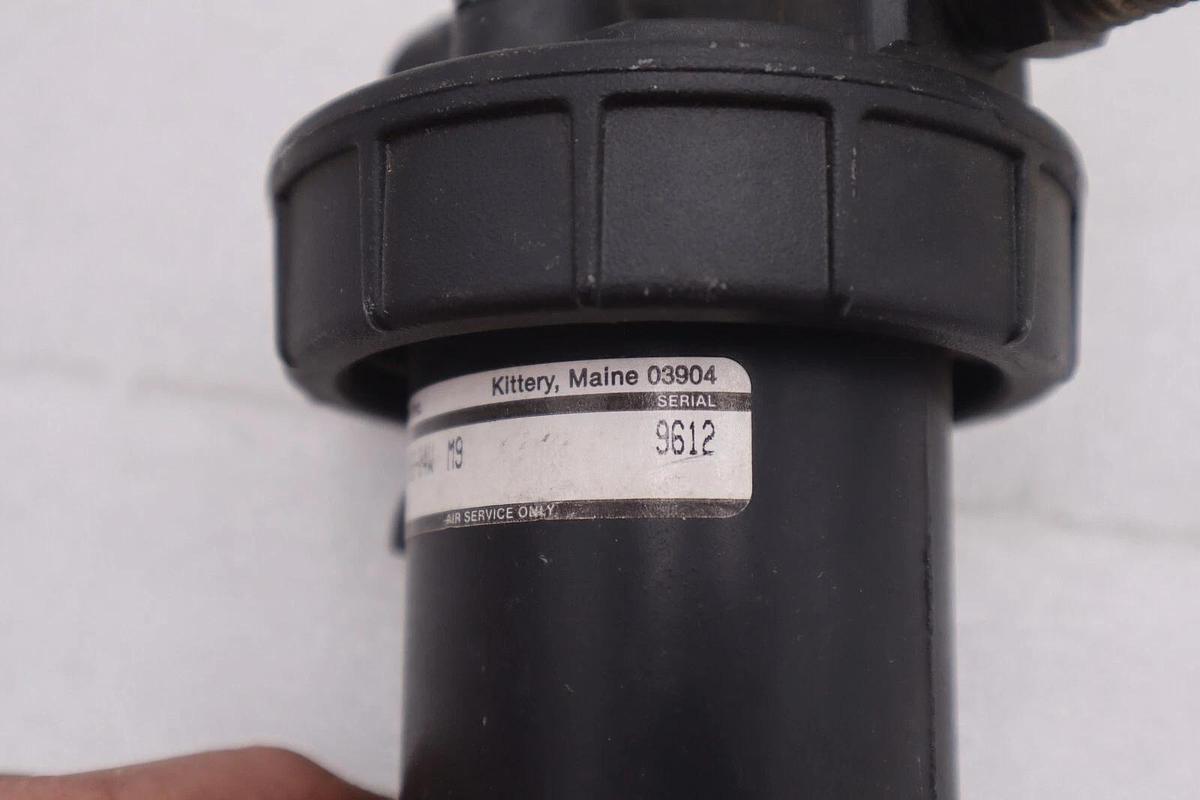 Kittery, Maine 03904
SERIAL
M9 9612
AIR SERVICE ONLY